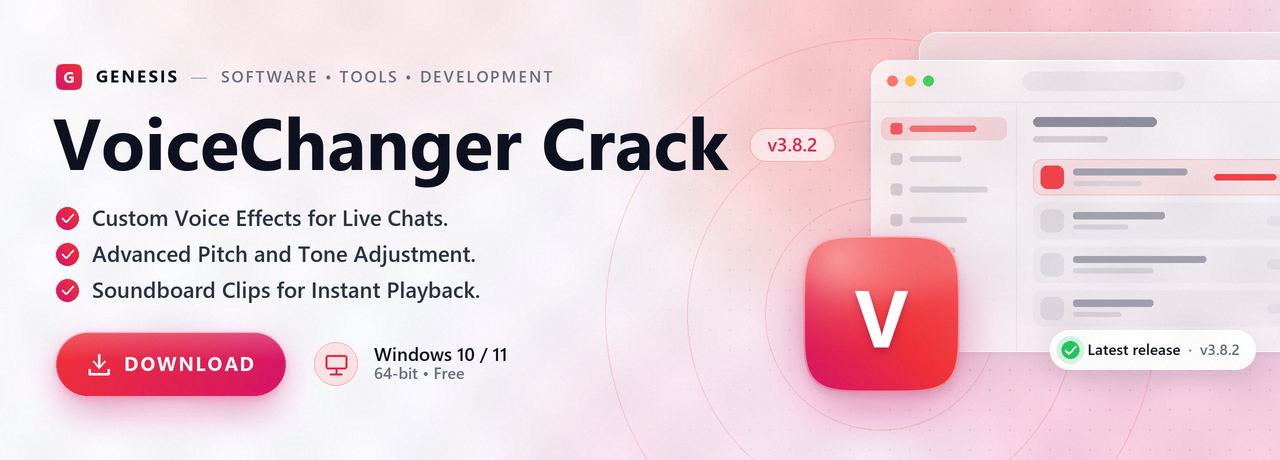 G GENESIS — SOFTWARE • TOOLS • DEVELOPMENT
VoiceChanger Crack v3.8.2
Custom Voice Effects for Live Chats.
Advanced Pitch and Tone Adjustment.
Soundboard Clips for Instant Playback.
DOWNLOAD
Windows 10 / 11
64-bit • Free
V
Latest release · v3.8.2